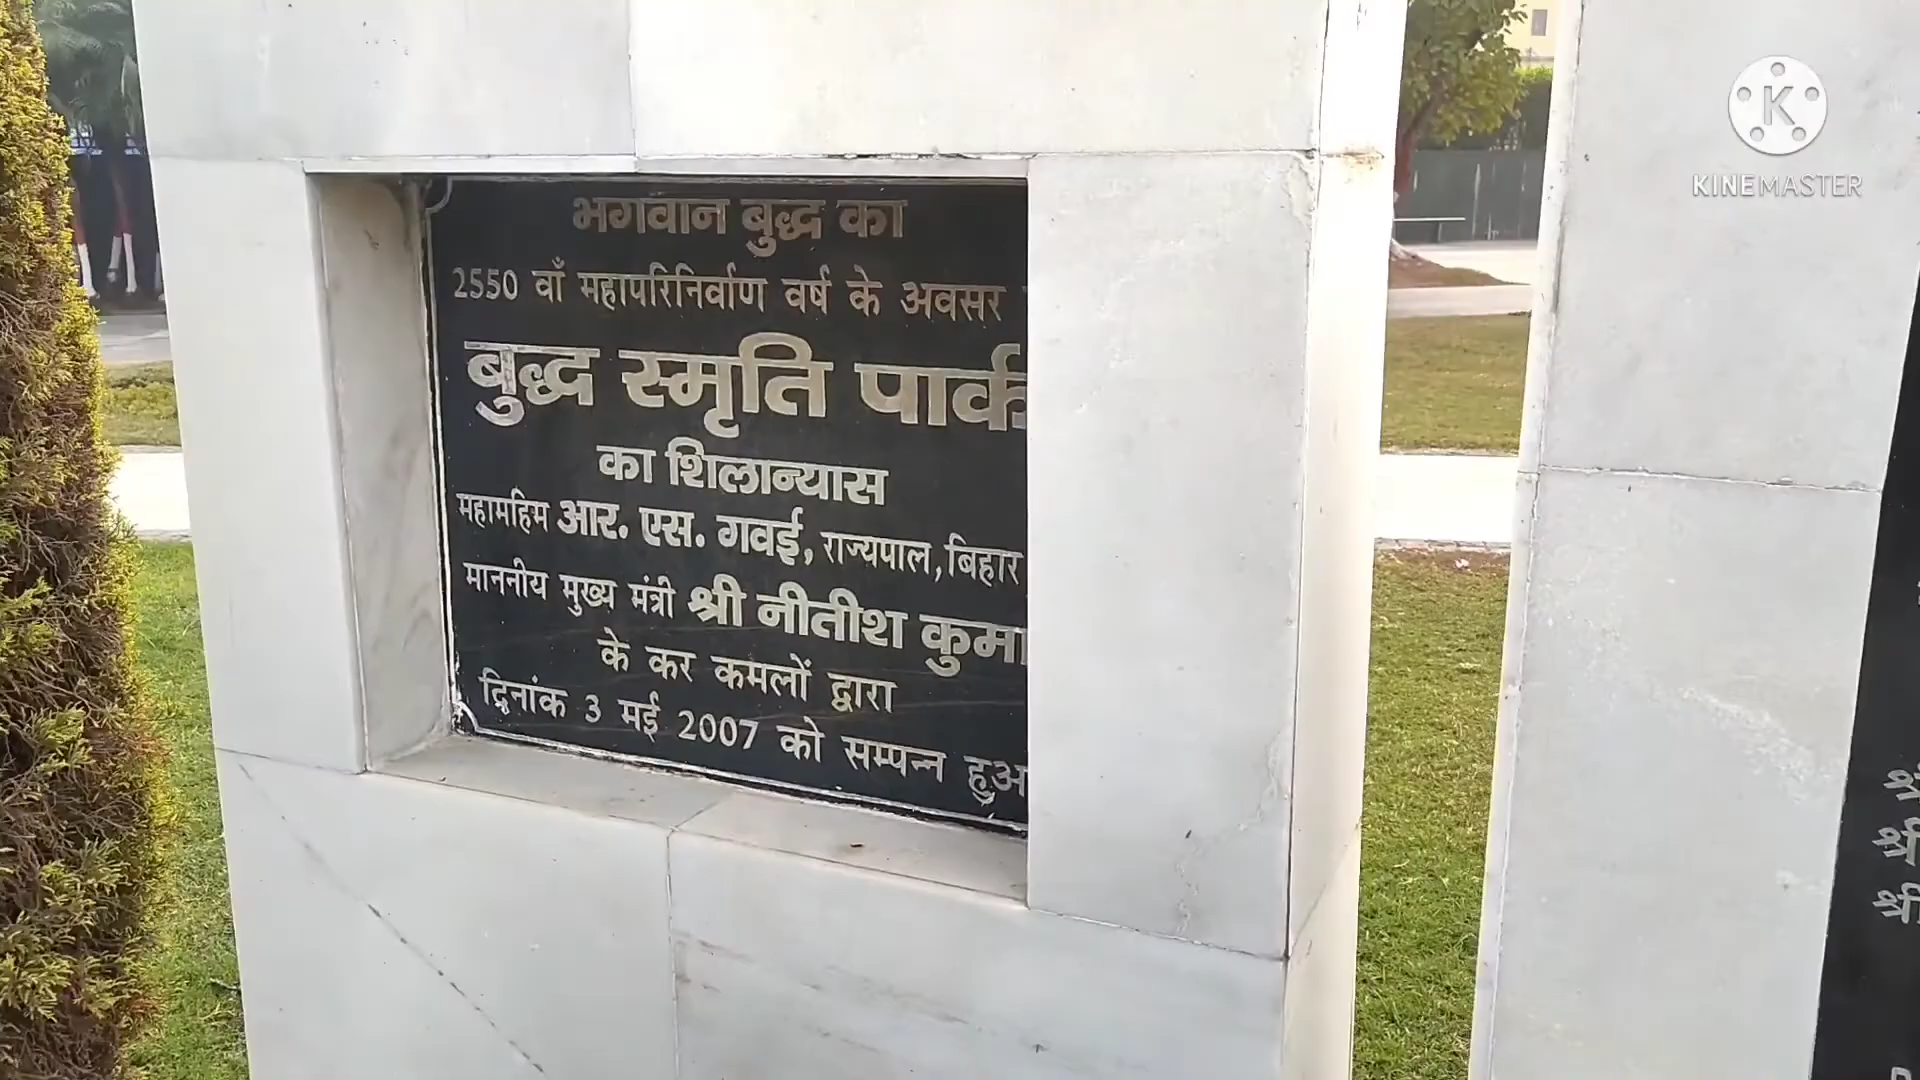 भगवान बुद्ध का
2550 वाँ महापरिनिर्वाण वर्ष के अवसर
बुद्ध स्मृति पार्क
का शिलान्यास
महामहिम आर. एस. गवई, राज्यपाल, बिहार
माननीय मुख्य मंत्री श्री नीतीश कुमा
के कर कमलों द्वारा
दिनांक 3 मई 2007 को सम्पन्न हुआ
KINEMASTER
श्री
श्री
श्री